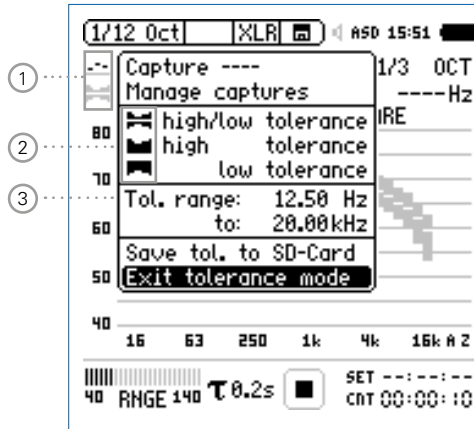 1/12 Oct XLR ASD 15:51
1
-.-
Capture ----
Manage captures
1/3 OCT
----Hz
IRE
2
high/low tolerance
high tolerance
low tolerance
3
Tol. range: 12.50 Hz
to: 20.00kHz
Save tol. to SD-Card
Exit tolerance mode
80
70
60
50
40
16 63 250 1k 4k 16k A Z
40 RNGE 140 τ 0.2s
SET --:--:--
CNT 00:00:10